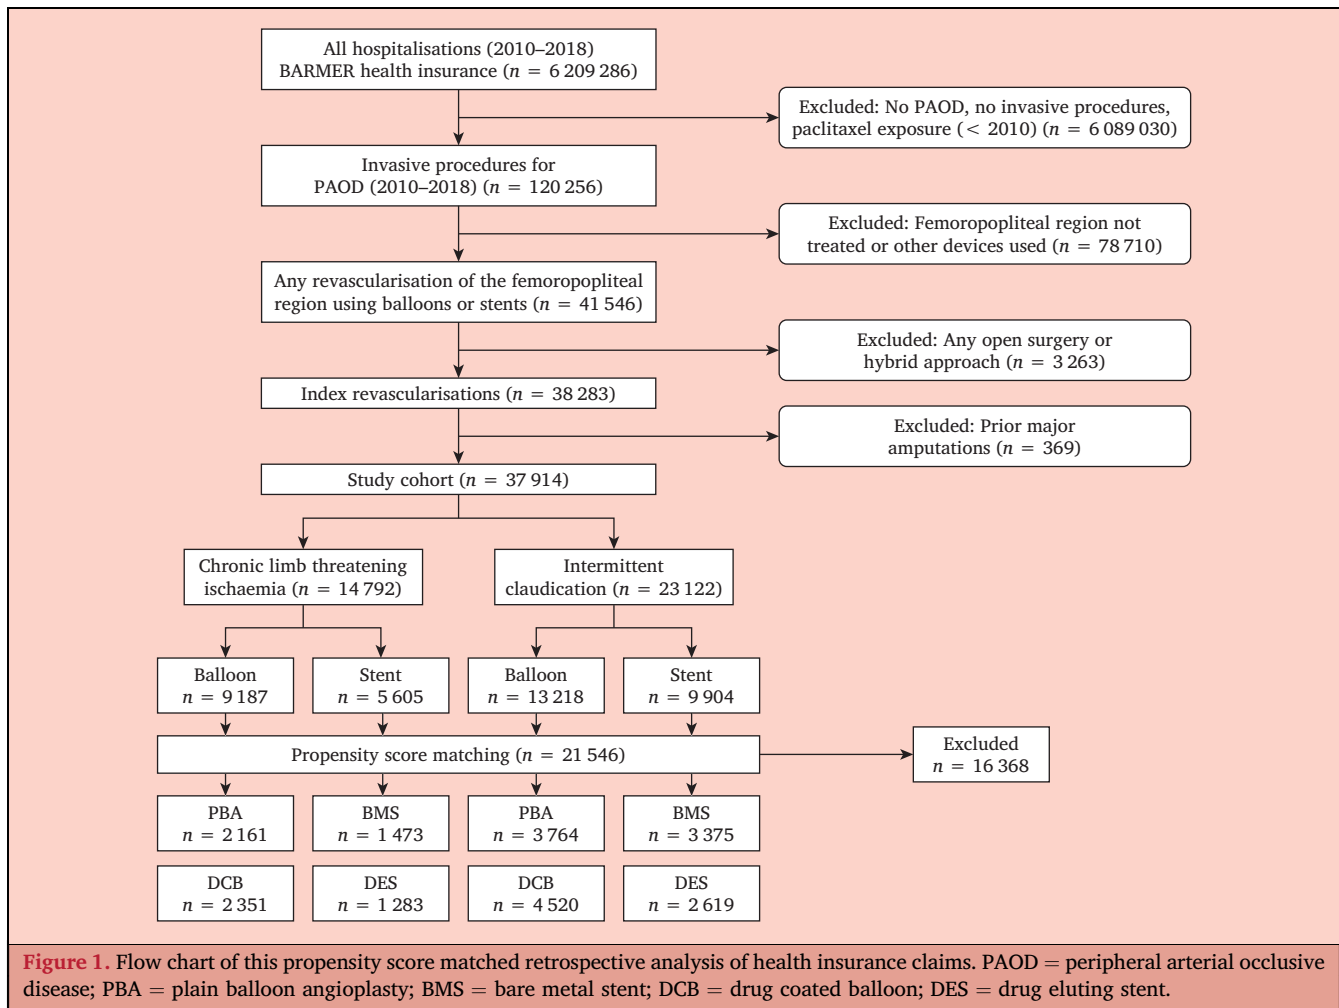 All hospitalisations (2010–2018)
BARMER health insurance (n = 6 209 286)
Excluded: No PAOD, no invasive procedures,
paclitaxel exposure (< 2010) (n = 6 089 030)
Invasive procedures for
PAOD (2010–2018) (n = 120 256)
Excluded: Femoropopliteal region not
treated or other devices used (n = 78 710)
Any revascularisation of the femoropopliteal
region using balloons or stents (n = 41 546)
Excluded: Any open surgery or
hybrid approach (n = 3 263)
Index revascularisations (n = 38 283)
Excluded: Prior major
amputations (n = 369)
Study cohort (n = 37 914)
Chronic limb threatening
ischaemia (n = 14 792)
Intermittent
claudication (n = 23 122)
Balloon
n = 9 187
Stent
n = 5 605
Balloon
n = 13 218
Stent
n = 9 904
Propensity score matching (n = 21 546)
Excluded
n = 16 368
PBA
n = 2 161
BMS
n = 1 473
PBA
n = 3 764
BMS
n = 3 375
DCB
n = 2 351
DES
n = 1 283
DCB
n = 4 520
DES
n = 2 619
Figure 1. Flow chart of this propensity score matched retrospective analysis of health insurance claims. PAOD = peripheral arterial occlusive
disease; PBA = plain balloon angioplasty; BMS = bare metal stent; DCB = drug coated balloon; DES = drug eluting stent.